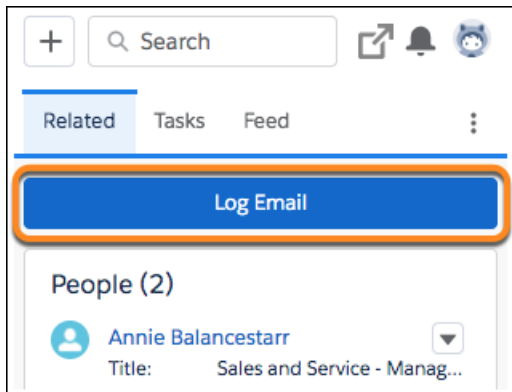 Search
Related Tasks Feed
Log Email
People (2)
Annie Balancestarr
Title: Sales and Service - Manag...